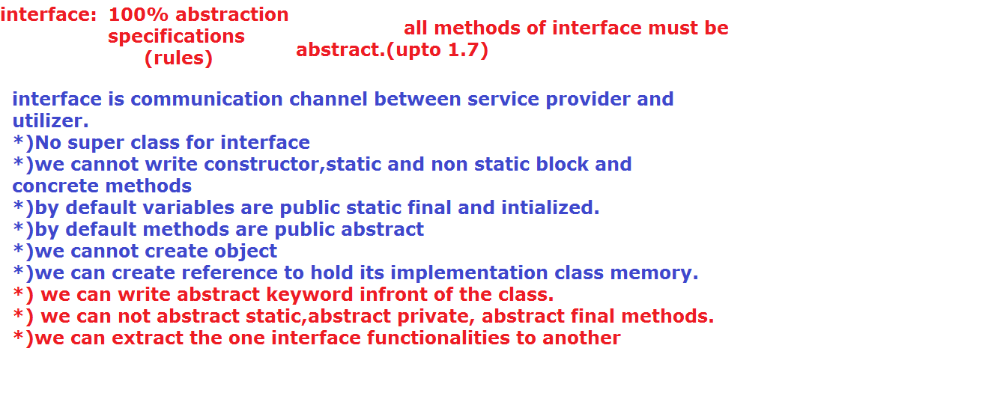 interface: 100% abstraction
specifications
(rules)
all methods of interface must be
abstract.(upto 1.7)
interface is communication channel between service provider and
utilizer.
*)No super class for interface
*)we cannot write constructor,static and non static block and
concrete methods
*)by default variables are public static final and intialized.
*)by default methods are public abstract
*)we cannot create object
*)we can create reference to hold its implementation class memory.
*) we can write abstract keyword infront of the class.
*) we can not abstract static,abstract private, abstract final methods.
*)we can extract the one interface functionalities to another